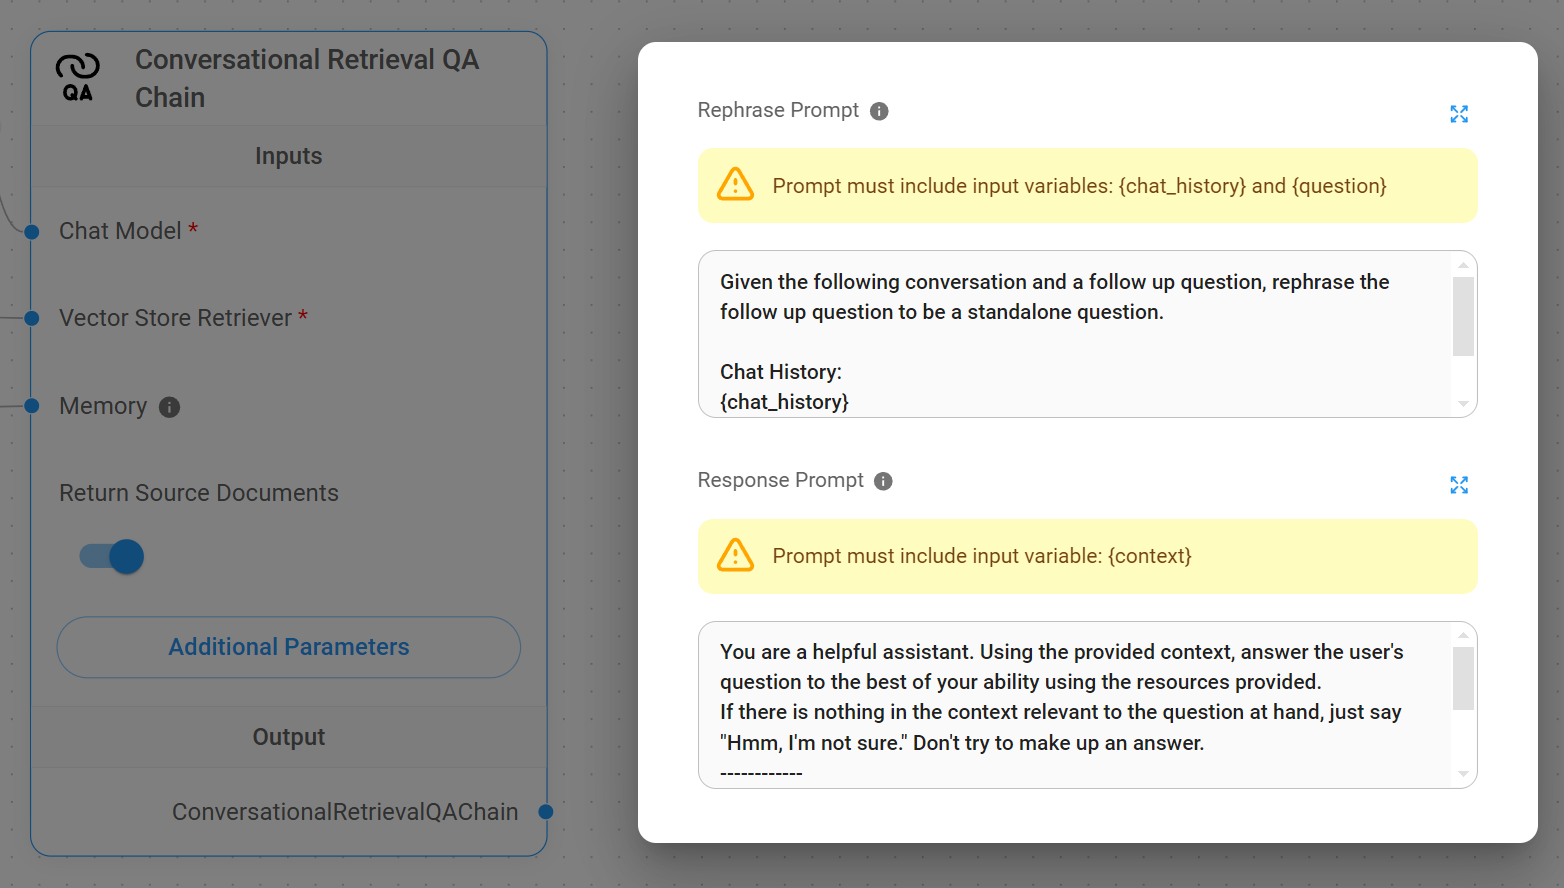 QA
Conversational Retrieval QA
Chain
Inputs
Chat Model *
Vector Store Retriever *
Memory
Return Source Documents
Additional Parameters
Output
ConversationalRetrievalQAChain
Rephrase Prompt
Prompt must include input variables: {chat_history} and {question}
Given the following conversation and a follow up question, rephrase the
follow up question to be a standalone question.
Chat History:
{chat_history}
Response Prompt
Prompt must include input variable: {context}
You are a helpful assistant. Using the provided context, answer the user's
question to the best of your ability using the resources provided.
If there is nothing in the context relevant to the question at hand, just say
"Hmm, I'm not sure." Don't try to make up an answer.
------------